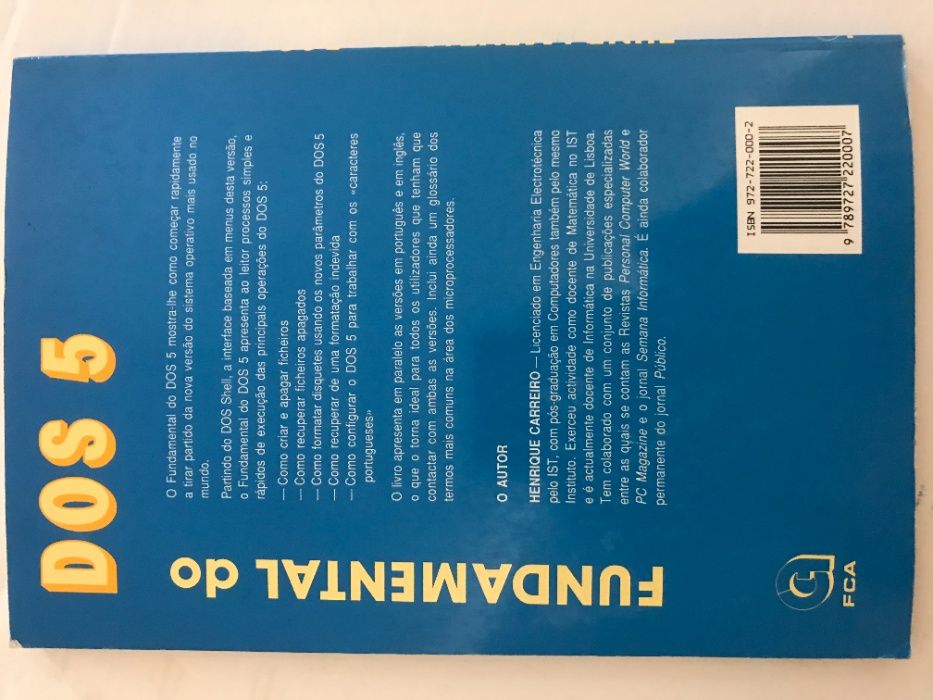 FUNDAMENTAL do
DOS 5
O Fundamental do DOS 5 mostra-lhe como começar rapidamente
a tirar partido da nova versão do sistema operativo mais usado no
mundo.
Partindo do DOS Shell, a interface baseada em menus desta versão,
o Fundamental do DOS 5 apresenta ao leitor processos simples e
rápidos de execução das principais operações do DOS 5:
— Como criar e apagar ficheiros
— Como recuperar ficheiros apagados
— Como formatar disquetes usando os novos parâmetros do DOS 5
— Como recuperar de uma formatação indevida
— Como configurar o DOS 5 para trabalhar com os «caracteres
portugueses»
O livro apresenta em paralelo as versões em português e em inglês,
o que o torna ideal para todos os utilizadores que tenham que
contactar com ambas as versões. Inclui ainda um glossário dos
termos mais comuns na área dos microprocessadores.
O AUTOR
HENRIQUE CARREIRO — Licenciado em Engenharia Electrotécnica
pelo IST, com pós-graduação em Computadores também pelo mesmo
Instituto. Exerceu actividade como docente de Matemática no IST
e é actualmente docente de Informática na Universidade de Lisboa.
Tem colaborado com um conjunto de publicações especializadas
entre as quais se contam as Revistas Personal Computer World e
PC Magazine e o jornal Semana Informática. É ainda colaborador
permanente do jornal Público.
FCA
ISBN 972-722-000-2
9 789727 220007